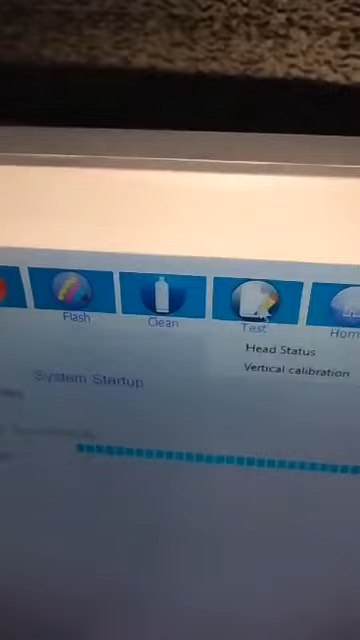 Flash
Clean
Test
Hom
Head Status
Vertical calibration
System Startup